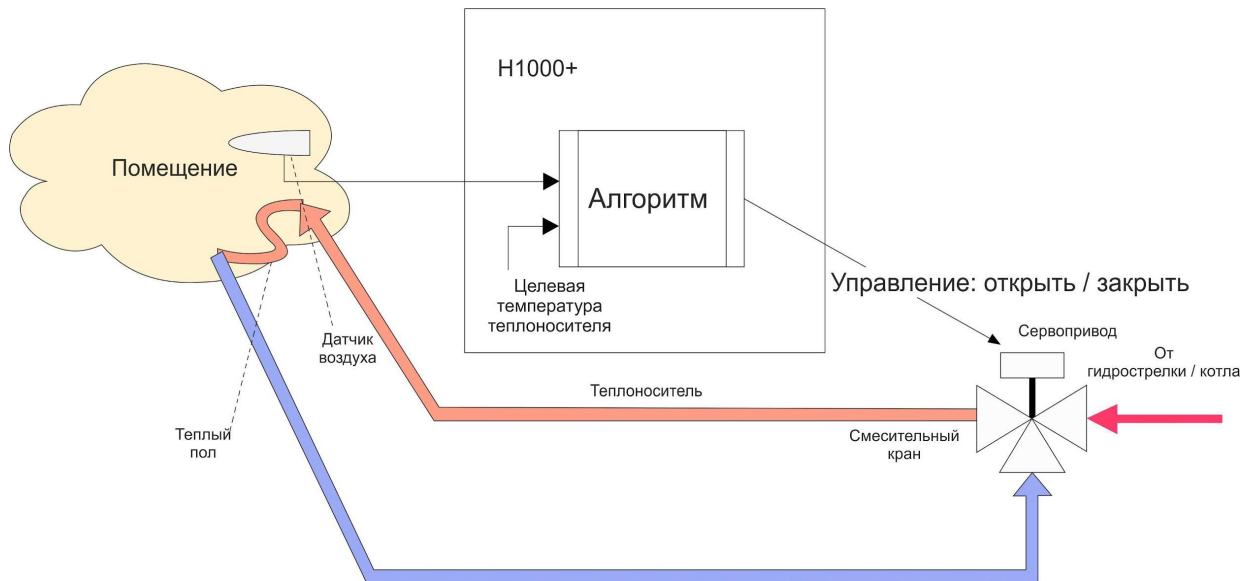 H1000+
Помещение
Алгоритм
Целевая
температура
теплоносителя
Управление: открыть / закрыть
Датчик
воздуха
Сервопривод
От
гидрострелки / котла
Теплоноситель
Теплый
пол
Смесительный
кран